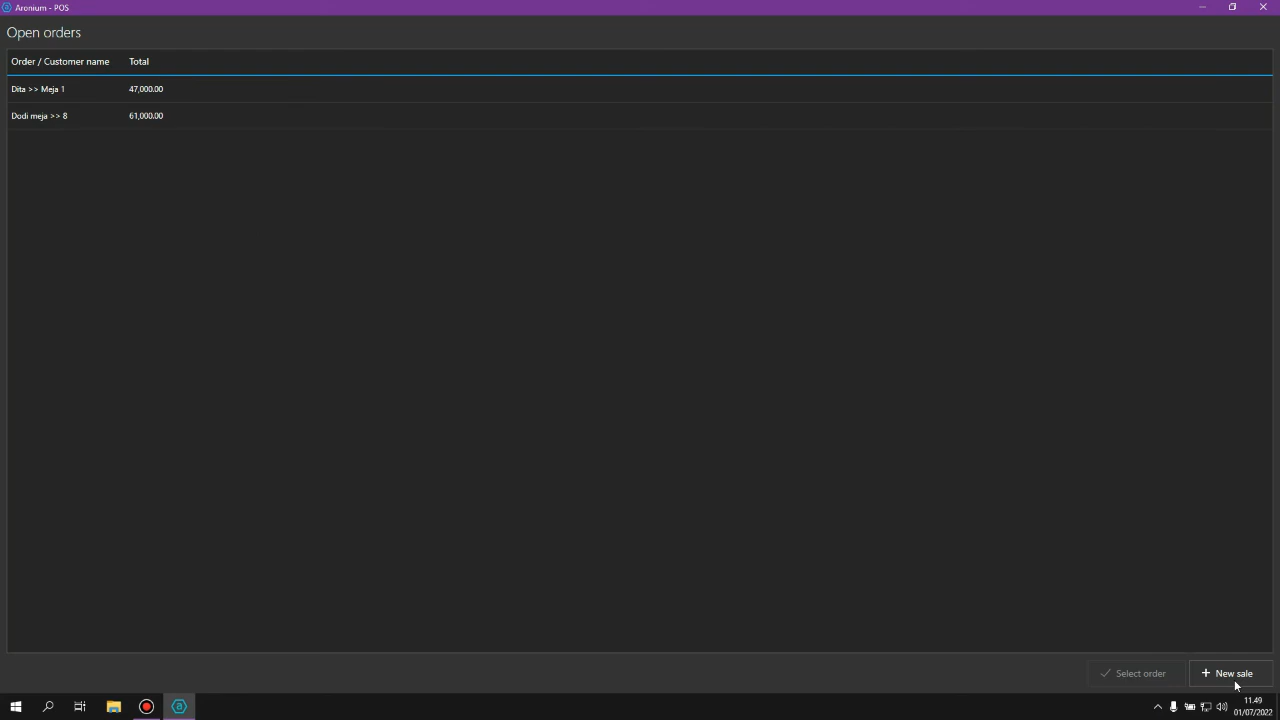 Aronium - POS
Open orders
Order / Customer name Total
Dita >> Meja 1 47,000.00
Dodi meja >> 8 61,000.00
Select order + New sale
11.49
01/07/2022